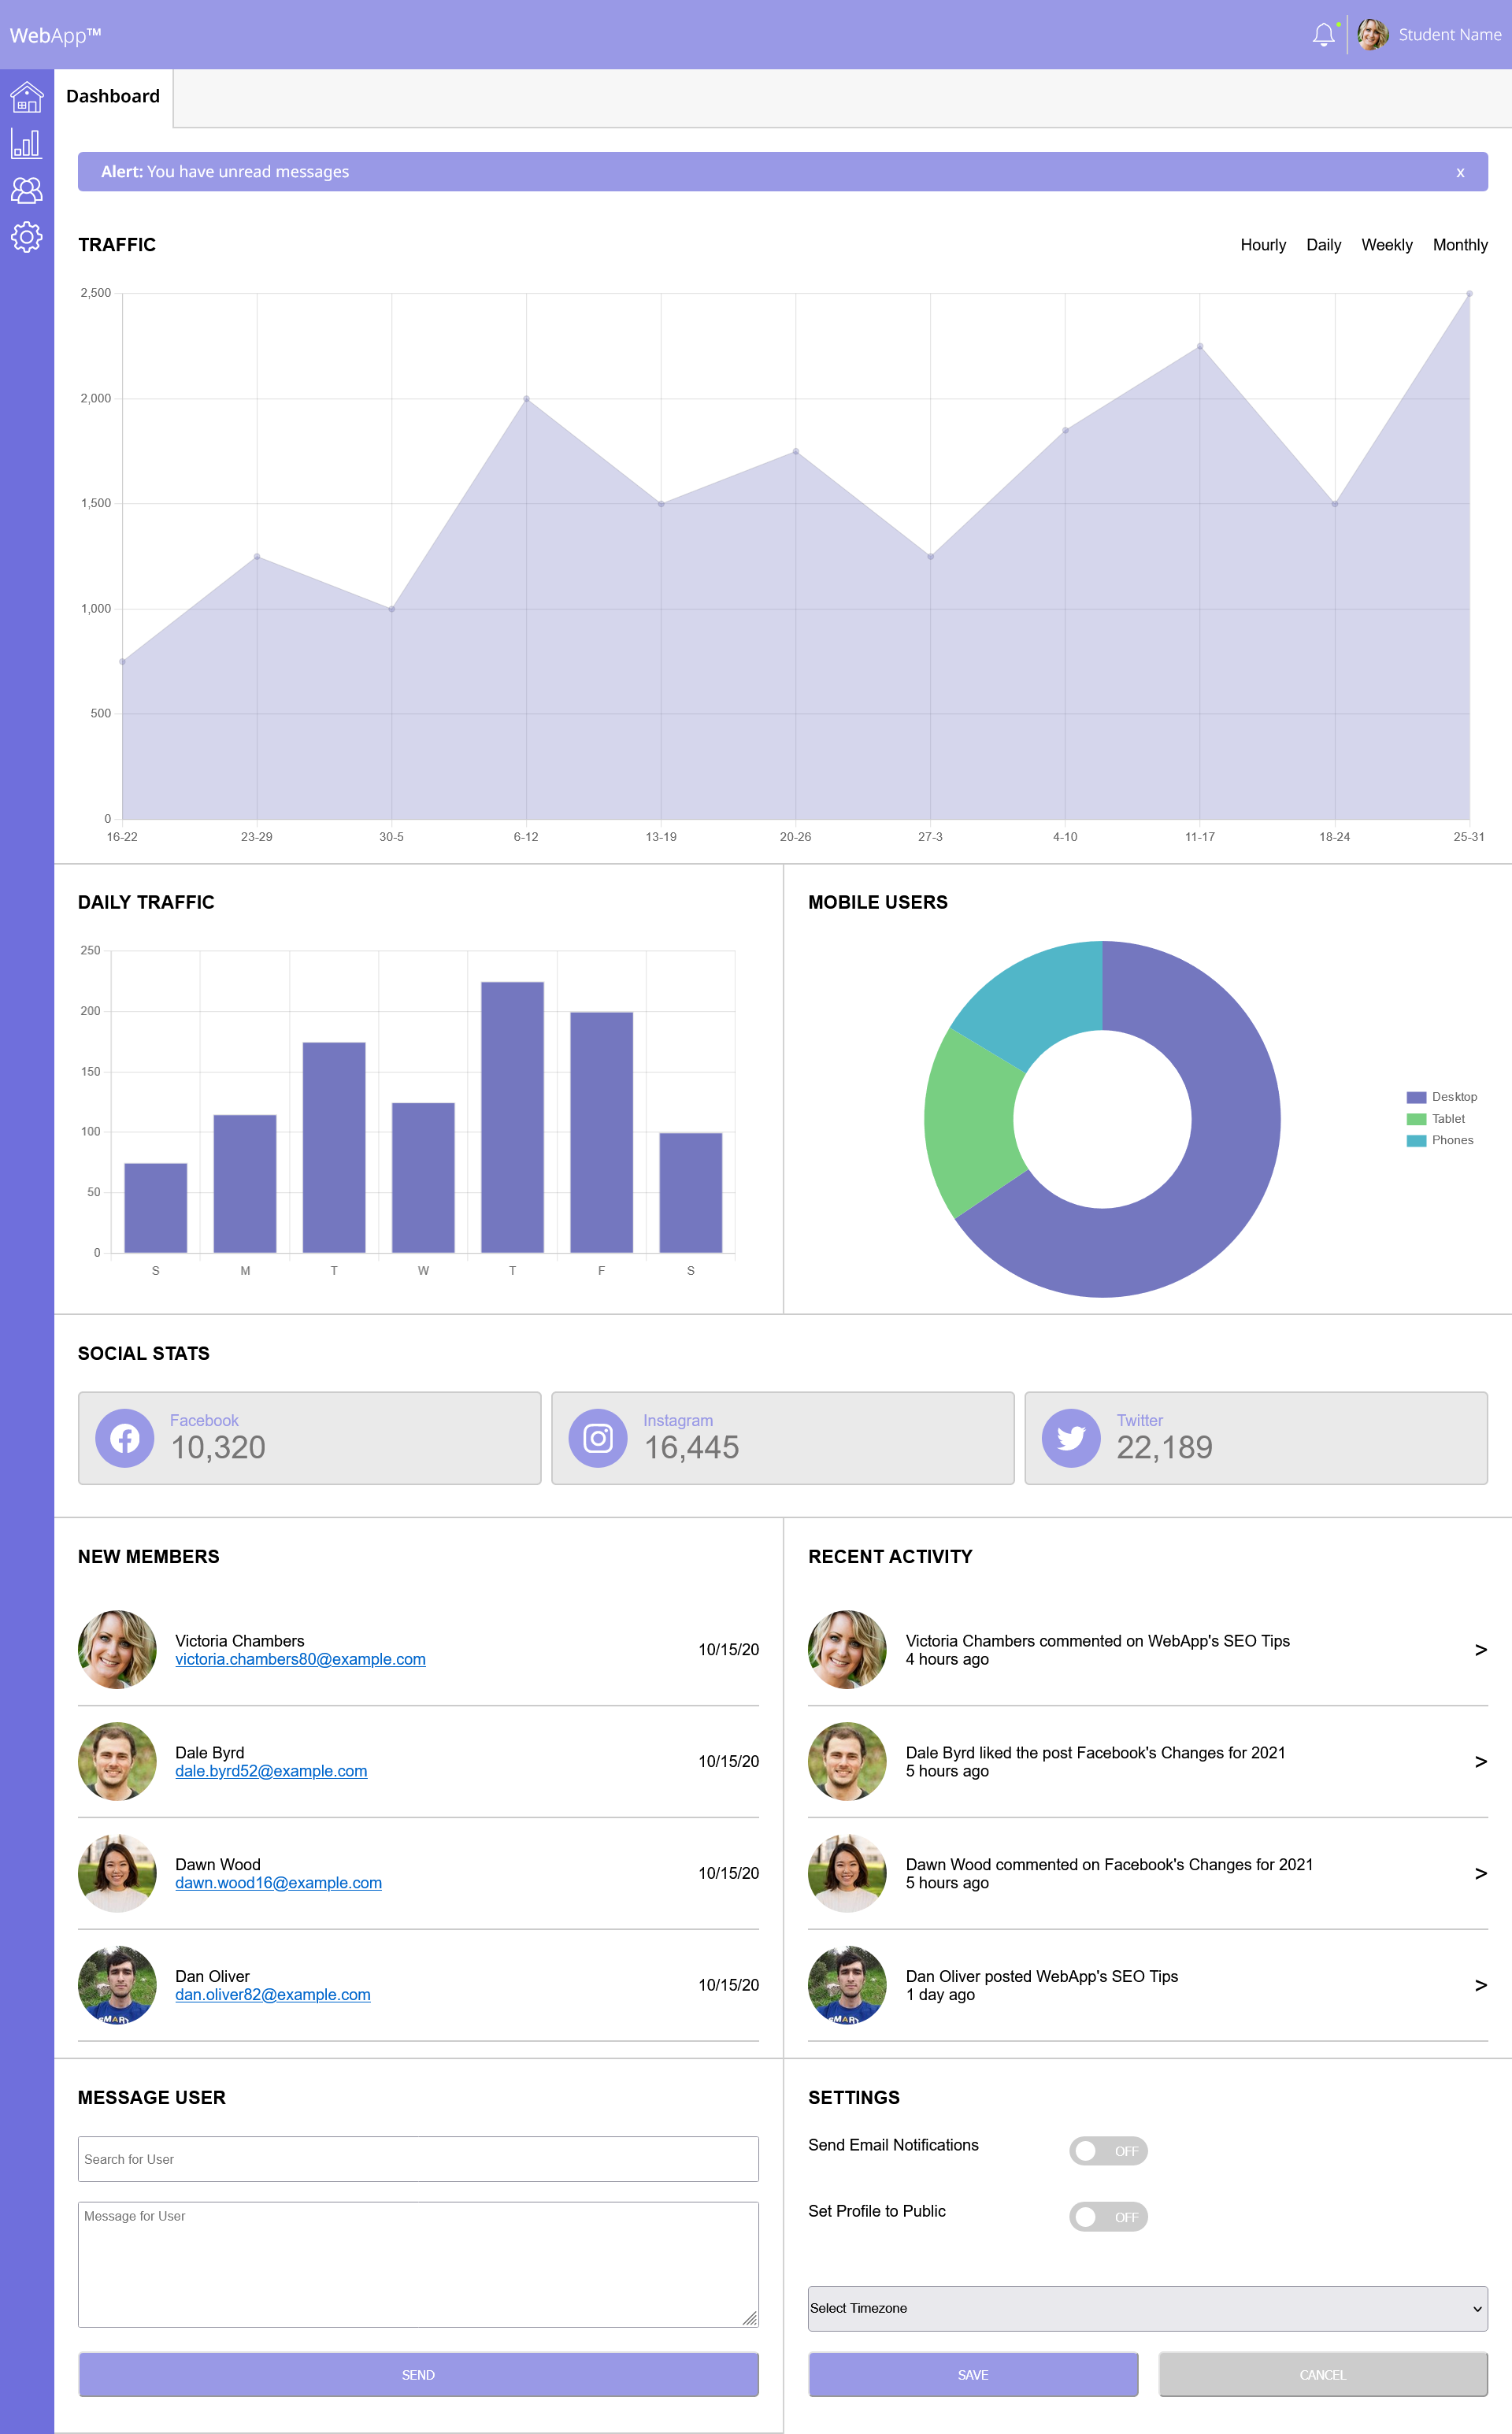 WebApp™
Student Name
Dashboard
Alert: You have unread messages
x
TRAFFIC
Hourly Daily Weekly Monthly
2,500
2,000
1,500
1,000
500
0
16-22 23-29 30-5 6-12 13-19 20-26 27-3 4-10 11-17 18-24 25-31
DAILY TRAFFIC
250
200
150
100
50
0
S M T W T F S
MOBILE USERS
Desktop
Tablet
Phones
SOCIAL STATS
Facebook
10,320
Instagram
16,445
Twitter
22,189
NEW MEMBERS
Victoria Chambers
victoria.chambers80@example.com
10/15/20
Dale Byrd
dale.byrd52@example.com
10/15/20
Dawn Wood
dawn.wood16@example.com
10/15/20
Dan Oliver
dan.oliver82@example.com
10/15/20
RECENT ACTIVITY
Victoria Chambers commented on WebApp's SEO Tips
4 hours ago
>
Dale Byrd liked the post Facebook's Changes for 2021
5 hours ago
>
Dawn Wood commented on Facebook's Changes for 2021
5 hours ago
>
Dan Oliver posted WebApp's SEO Tips
1 day ago
>
MESSAGE USER
Search for User
Message for User
SEND
SETTINGS
Send Email Notifications
OFF
Set Profile to Public
OFF
Select Timezone
SAVE
CANCEL